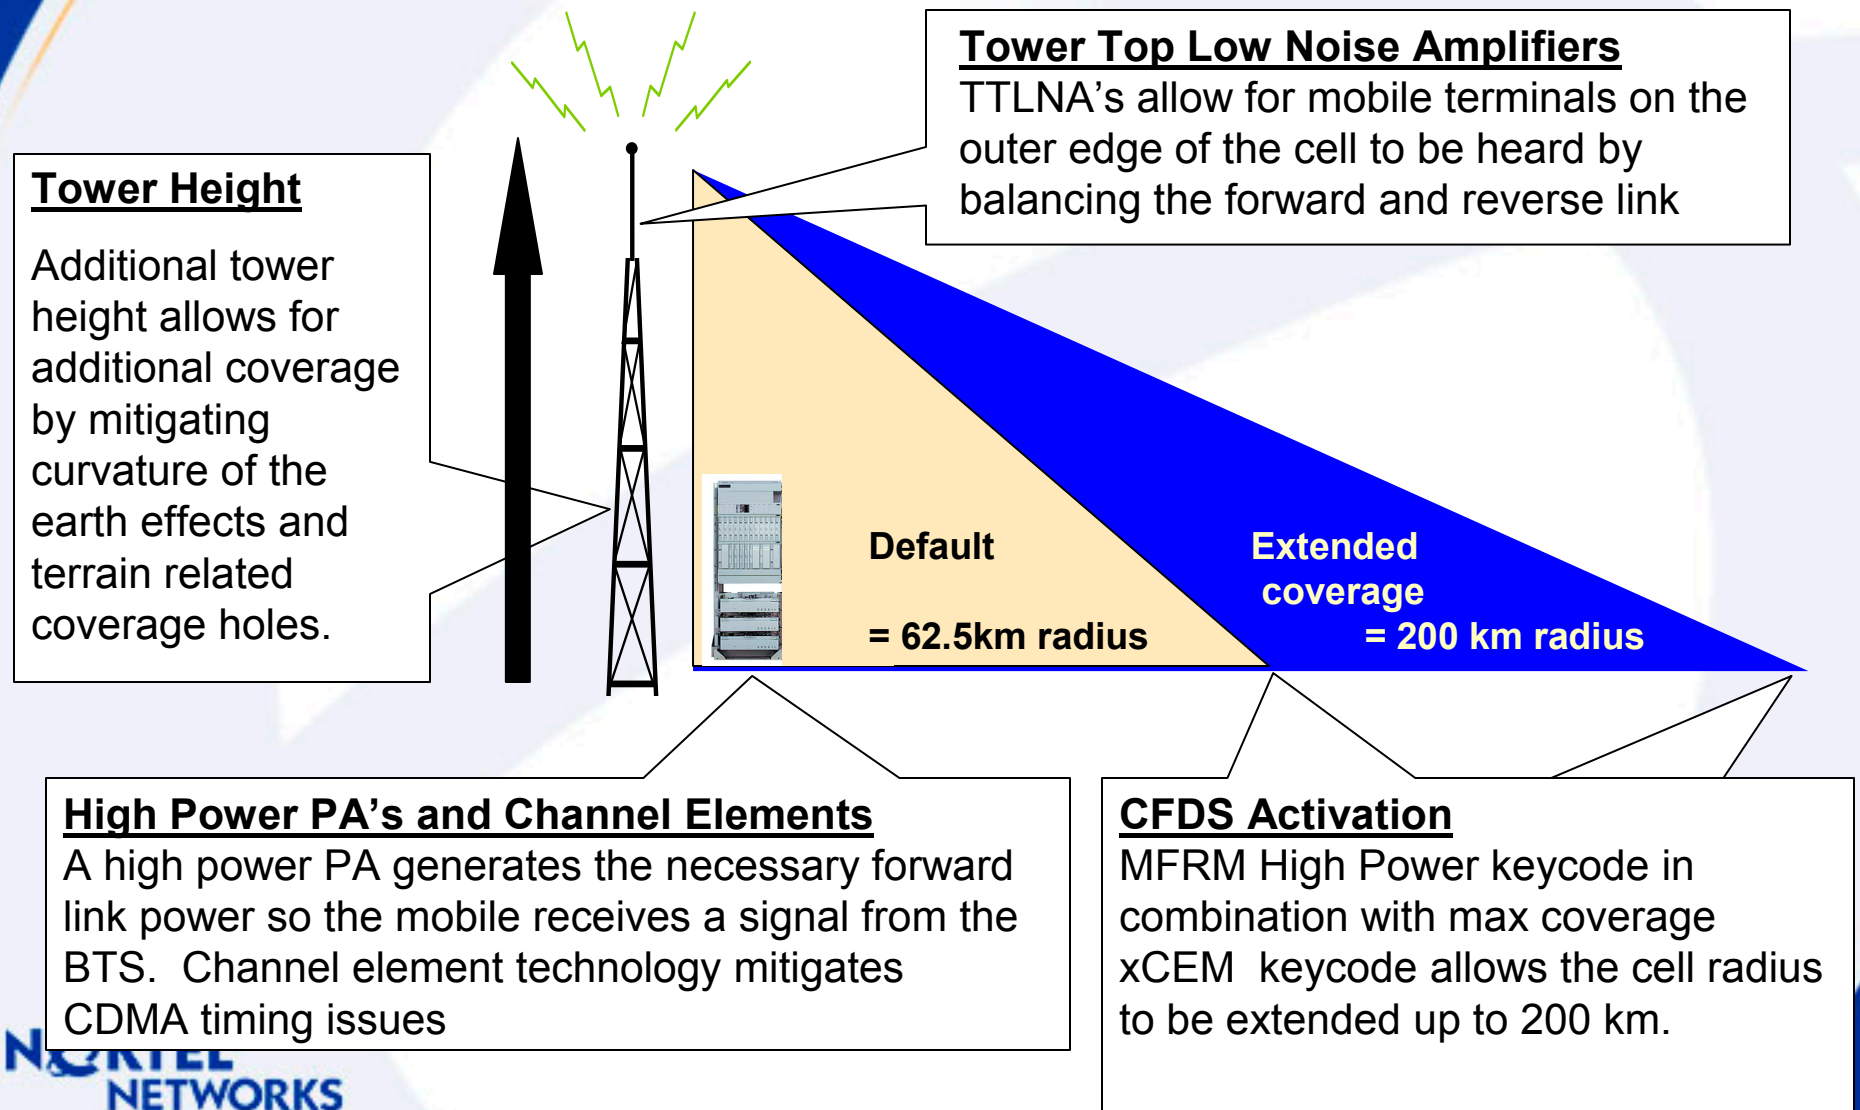 Tower Top Low Noise Amplifiers
TTLNA's allow for mobile terminals on the
outer edge of the cell to be heard by
balancing the forward and reverse link
Tower Height
Additional tower
height allows for
additional coverage
by mitigating
curvature of the
earth effects and
terrain related
coverage holes.
Default
= 62.5km radius
Extended
coverage
= 200 km radius
High Power PA's and Channel Elements
A high power PA generates the necessary forward
link power so the mobile receives a signal from the
BTS.  Channel element technology mitigates
CDMA timing issues
CFDS Activation
MFRM High Power keycode in
combination with max coverage
xCEM  keycode allows the cell radius
to be extended up to 200 km.
NORTEL
NETWORKS